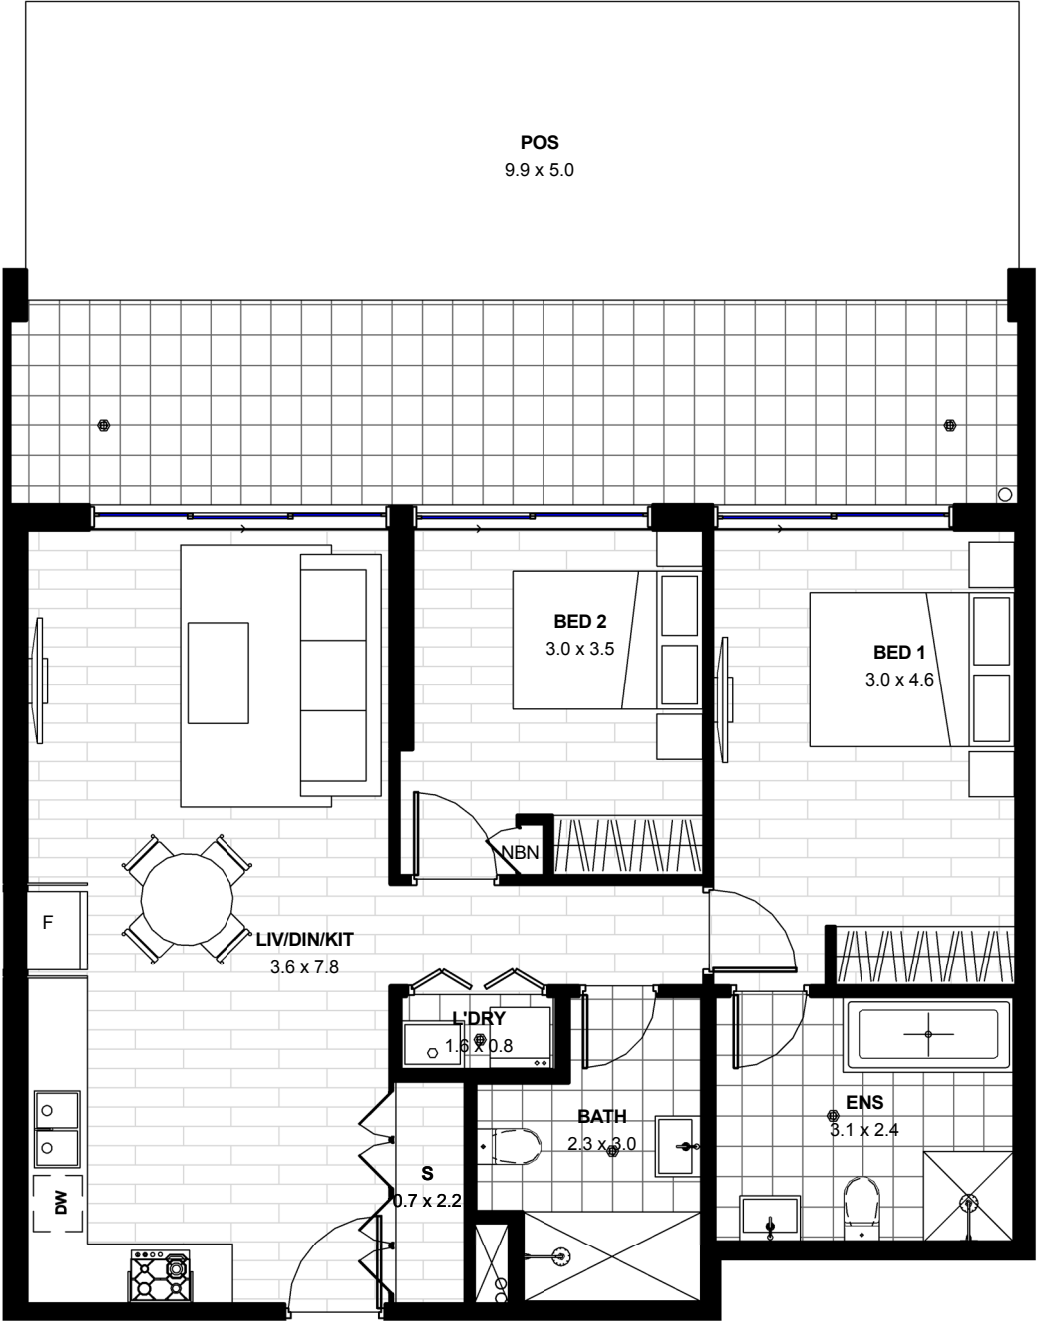 POS
9.9 x 5.0
BED 2
3.0 x 3.5
BED 1
3.0 x 4.6
NBN
F
LIV/DIN/KIT
3.6 x 7.8
L'DRY
1.6 x 0.8
BATH
2.3 x 3.0
ENS
3.1 x 2.4
S
0.7 x 2.2
DW